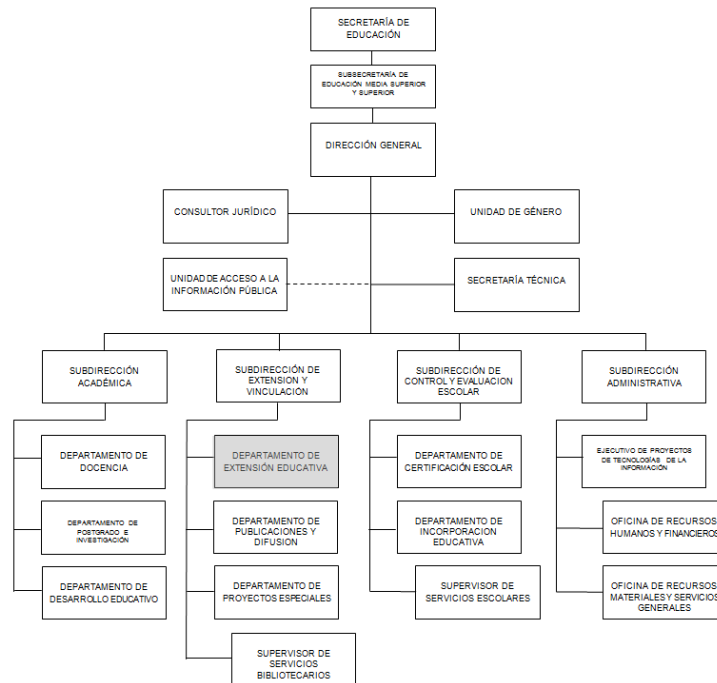 SECRETARÍA DE
EDUCACIÓN
SUBSECRETARÍA DE
EDUCACIÓN MEDIA SUPERIOR
Y SUPERIOR
DIRECCIÓN GENERAL
CONSULTOR JURÍDICO
UNIDAD DE GÉNERO
UNIDAD DE ACCESO A LA
INFORMACIÓN PÚBLICA
SECRETARÍA TÉCNICA
SUBDIRECCIÓN
ACADÉMICA
SUBDIRECCIÓN DE
EXTENSION Y
VINCULACIÓN
SUBDIRECCIÓN DE
CONTROL Y EVALUACION
ESCOLAR
SUBDIRECCIÓN
ADMINISTRATIVA
DEPARTAMENTO DE
DOCENCIA
DEPARTAMENTO DE
EXTENSIÓN EDUCATIVA
DEPARTAMENTO DE
CERTIFICACIÓN ESCOLAR
EJECUTIVO DE PROYECTOS
DE TECNOLOGÍAS DE LA
INFORMACIÓN
DEPARTAMENTO DE
POSTGRADO E
INVESTIGACIÓN
DEPARTAMENTO DE
PUBLICACIONES Y
DIFUSION
DEPARTAMENTO DE
INCORPORACION
EDUCATIVA
OFICINA DE RECURSOS
HUMANOS Y FINANCIEROS
DEPARTAMENTO DE
DESARROLLO EDUCATIVO
DEPARTAMENTO DE
PROYECTOS ESPECIALES
SUPERVISOR DE
SERVICIOS ESCOLARES
OFICINA DE RECURSOS
MATERIALES Y SERVICIOS
GENERALES
SUPERVISOR DE
SERVICIOS
BIBLIOTECARIOS